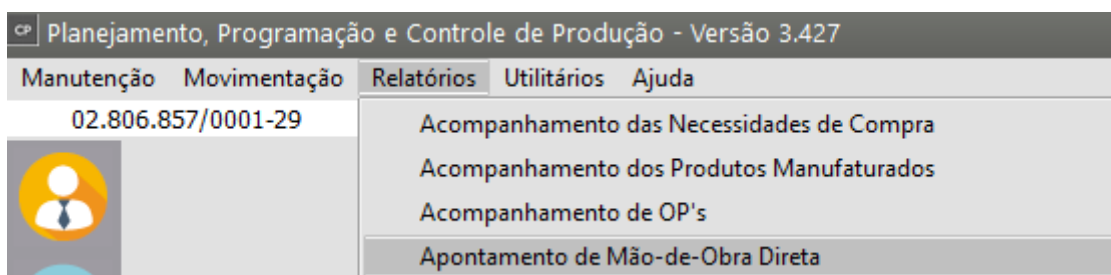 CP Planejamento, Programação e Controle de Produção - Versão 3.427
Manutenção Movimentação Relatórios Utilitários Ajuda
02.806.857/0001-29
Acompanhamento das Necessidades de Compra
Acompanhamento dos Produtos Manufaturados
Acompanhamento de OP's
Apontamento de Mão-de-Obra Direta